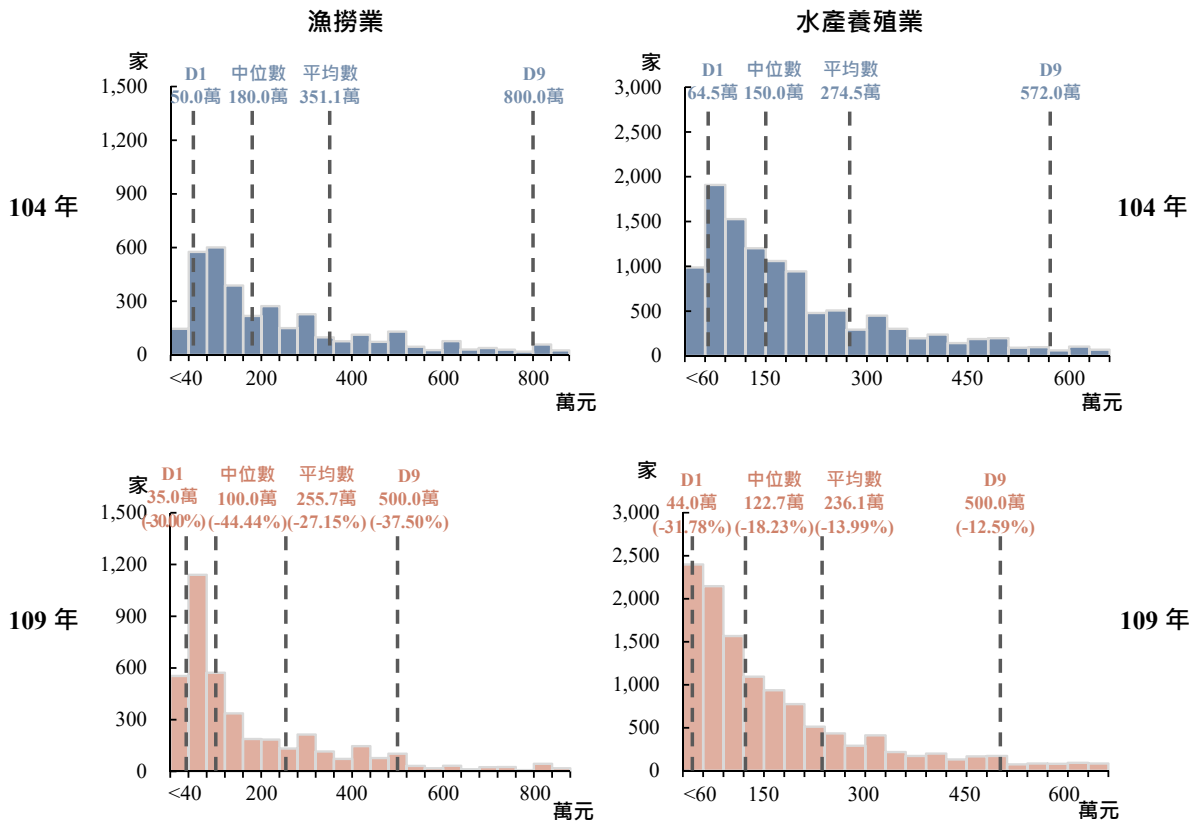 漁撈業
水產養殖業
家
D1 中位數 平均數 D9
50.0萬 180.0萬 351.1萬 800.0萬
1,500
1,200
900
600
300
0
<40 200 400 600 800
萬元
104 年
家
D1 中位數 平均數 D9
64.5萬 150.0萬 274.5萬 572.0萬
3,000
2,500
2,000
1,500
1,000
500
0
<60 150 300 450 600
萬元
104 年
家
D1 中位數 平均數 D9
35.0萬 100.0萬 255.7萬 500.0萬
(-30.00%) (-44.44%) (-27.15%) (-37.50%)
1,500
1,200
900
600
300
0
<40 200 400 600 800
萬元
109 年
家
D1 中位數 平均數 D9
44.0萬 122.7萬 236.1萬 500.0萬
(-31.78%) (-18.23%) (-13.99%) (-12.59%)
3,000
2,500
2,000
1,500
1,000
500
0
<60 150 300 450 600
萬元
109 年